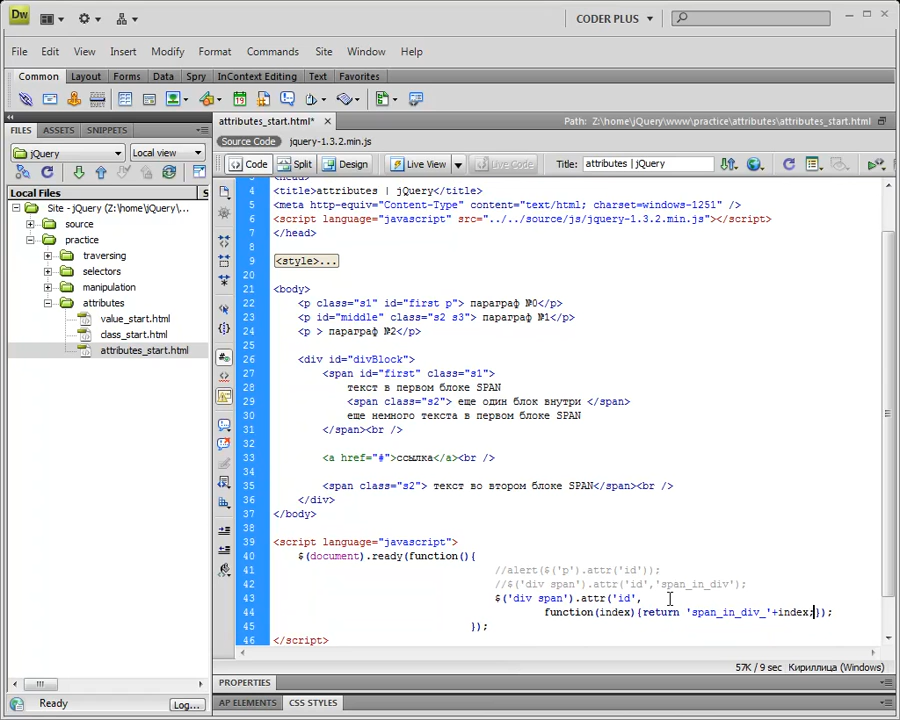 Dw
CODER PLUS
File Edit View Insert Modify Format Commands Site Window Help
Common Layout Forms Data Spry InContext Editing Text Favorites
FILES ASSETS SNIPPETS
jQuery Local view
Local Files
Site - jQuery (Z:\home\jQuery\...
source
practice
traversing
selectors
manipulation
attributes
value_start.html
class_start.html
attributes_start.html
Ready Log...
attributes_start.html* Path: Z:\home\jQuery\www\practice\attributes\attributes_start.html
Source Code jquery-1.3.2.min.js
Code Split Design Live View Live Code Title: attributes | jQuery
4 <title>attributes | jQuery</title>
5 <meta http-equiv="Content-Type" content="text/html; charset=windows-1251" />
6 <script language="javascript" src="../../source/js/jquery-1.3.2.min.js"></script>
7 </head>
8
9 <style>...
20
21 <body>
22 <p class="s1" id="first p"> параграф №0</p>
23 <p id="middle" class="s2 s3"> параграф №1</p>
24 <p > параграф №2</p>
25
26 <div id="divBlock">
27 <span id="first" class="s1">
28 текст в первом блоке SPAN
29 <span class="s2"> еще один блок внутри </span>
30 еще немного текста в первом блоке SPAN
31 </span><br />
32
33 <a href="#">ссылка</a><br />
34
35 <span class="s2"> текст во втором блоке SPAN</span><br />
36 </div>
37 </body>
38
39 <script language="javascript">
40 $(document).ready(function(){
41 //alert($('p').attr('id'));
42 //$('div span').attr('id','span_in_div');
43 $('div span').attr('id',
44 function(index){return 'span_in_div_'+index;});
45 });
46 </script>
57K / 9 sec Кириллица (Windows)
PROPERTIES
AP ELEMENTS CSS STYLES